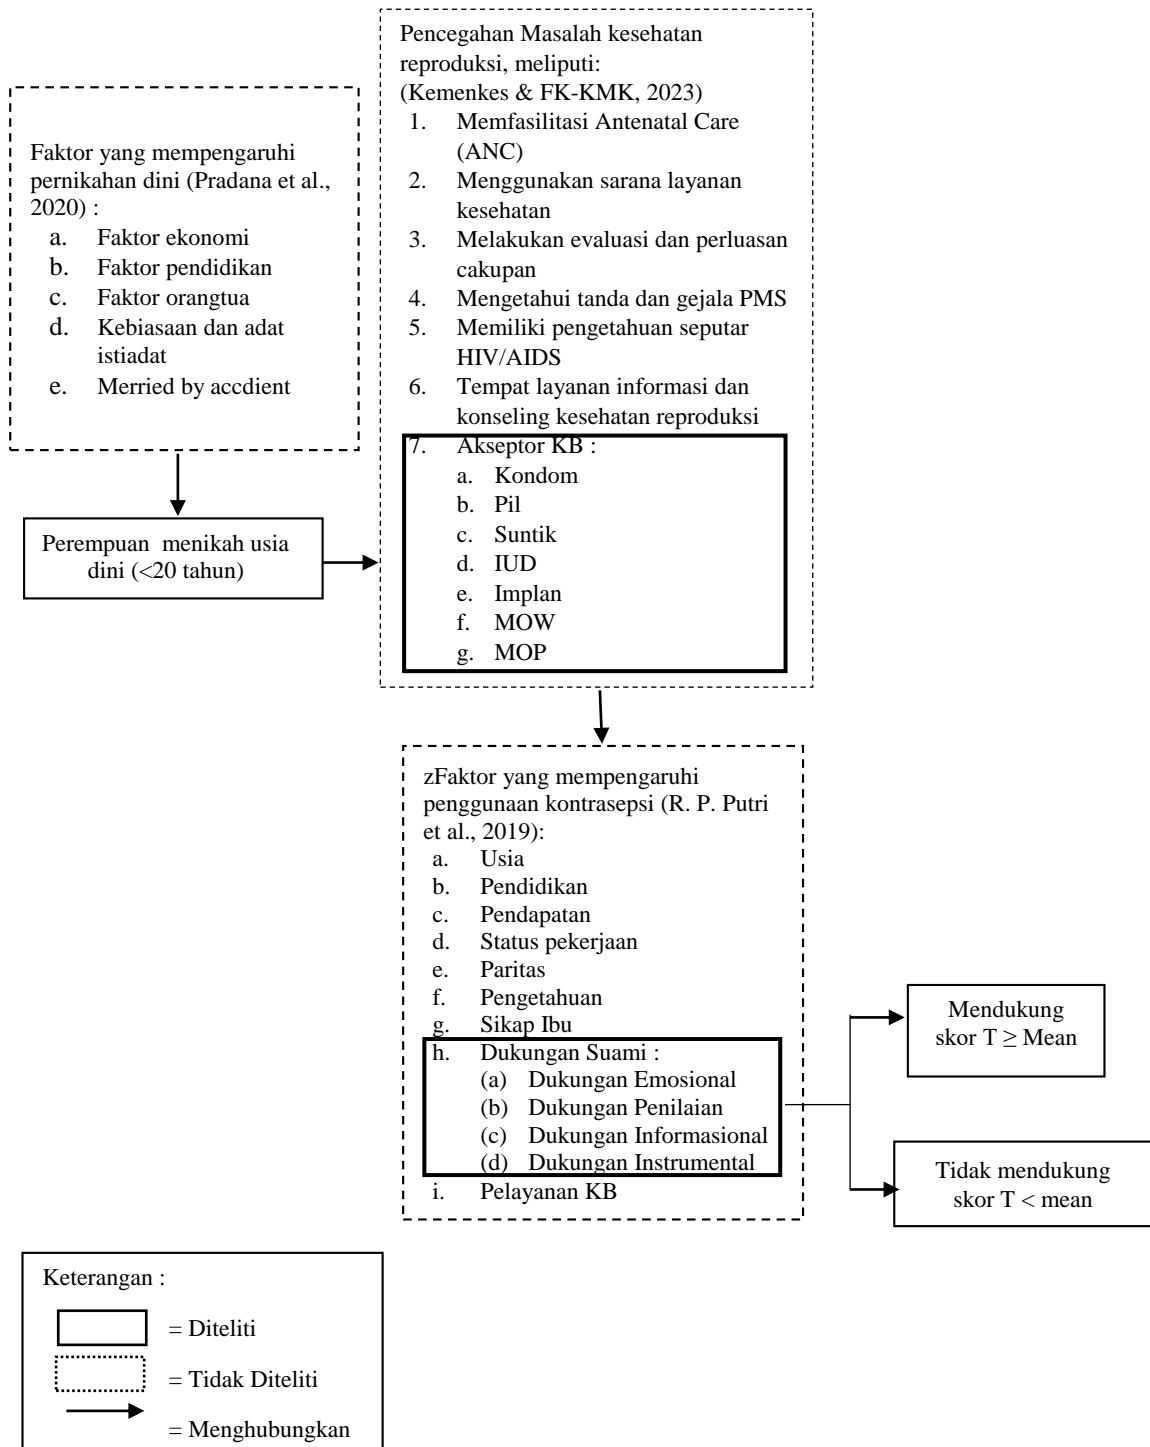 Pencegahan Masalah kesehatan
reproduksi, meliputi:
(Kemenkes & FK-KMK, 2023)
1. Memfasilitasi Antenatal Care
(ANC)
2. Menggunakan sarana layanan
kesehatan
3. Melakukan evaluasi dan perluasan
cakupan
4. Mengetahui tanda dan gejala PMS
5. Memiliki pengetahuan seputar
HIV/AIDS
6. Tempat layanan informasi dan
konseling kesehatan reproduksi
7. Akseptor KB :
a. Kondom
b. Pil
c. Suntik
d. IUD
e. Implan
f. MOW
g. MOP
Faktor yang mempengaruhi
pernikahan dini (Pradana et al.,
2020) :
a. Faktor ekonomi
b. Faktor pendidikan
c. Faktor orangtua
d. Kebiasaan dan adat
istiadat
e. Merried by accdient
Perempuan menikah usia
dini (<20 tahun)
zFaktor yang mempengaruhi
penggunaan kontrasepsi (R. P. Putri
et al., 2019):
a. Usia
b. Pendidikan
c. Pendapatan
d. Status pekerjaan
e. Paritas
f. Pengetahuan
g. Sikap Ibu
h. Dukungan Suami :
(a) Dukungan Emosional
(b) Dukungan Penilaian
(c) Dukungan Informasional
(d) Dukungan Instrumental
i. Pelayanan KB
Mendukung
skor T ≥ Mean
Tidak mendukung
skor T < mean
Keterangan :
= Diteliti
= Tidak Diteliti
= Menghubungkan